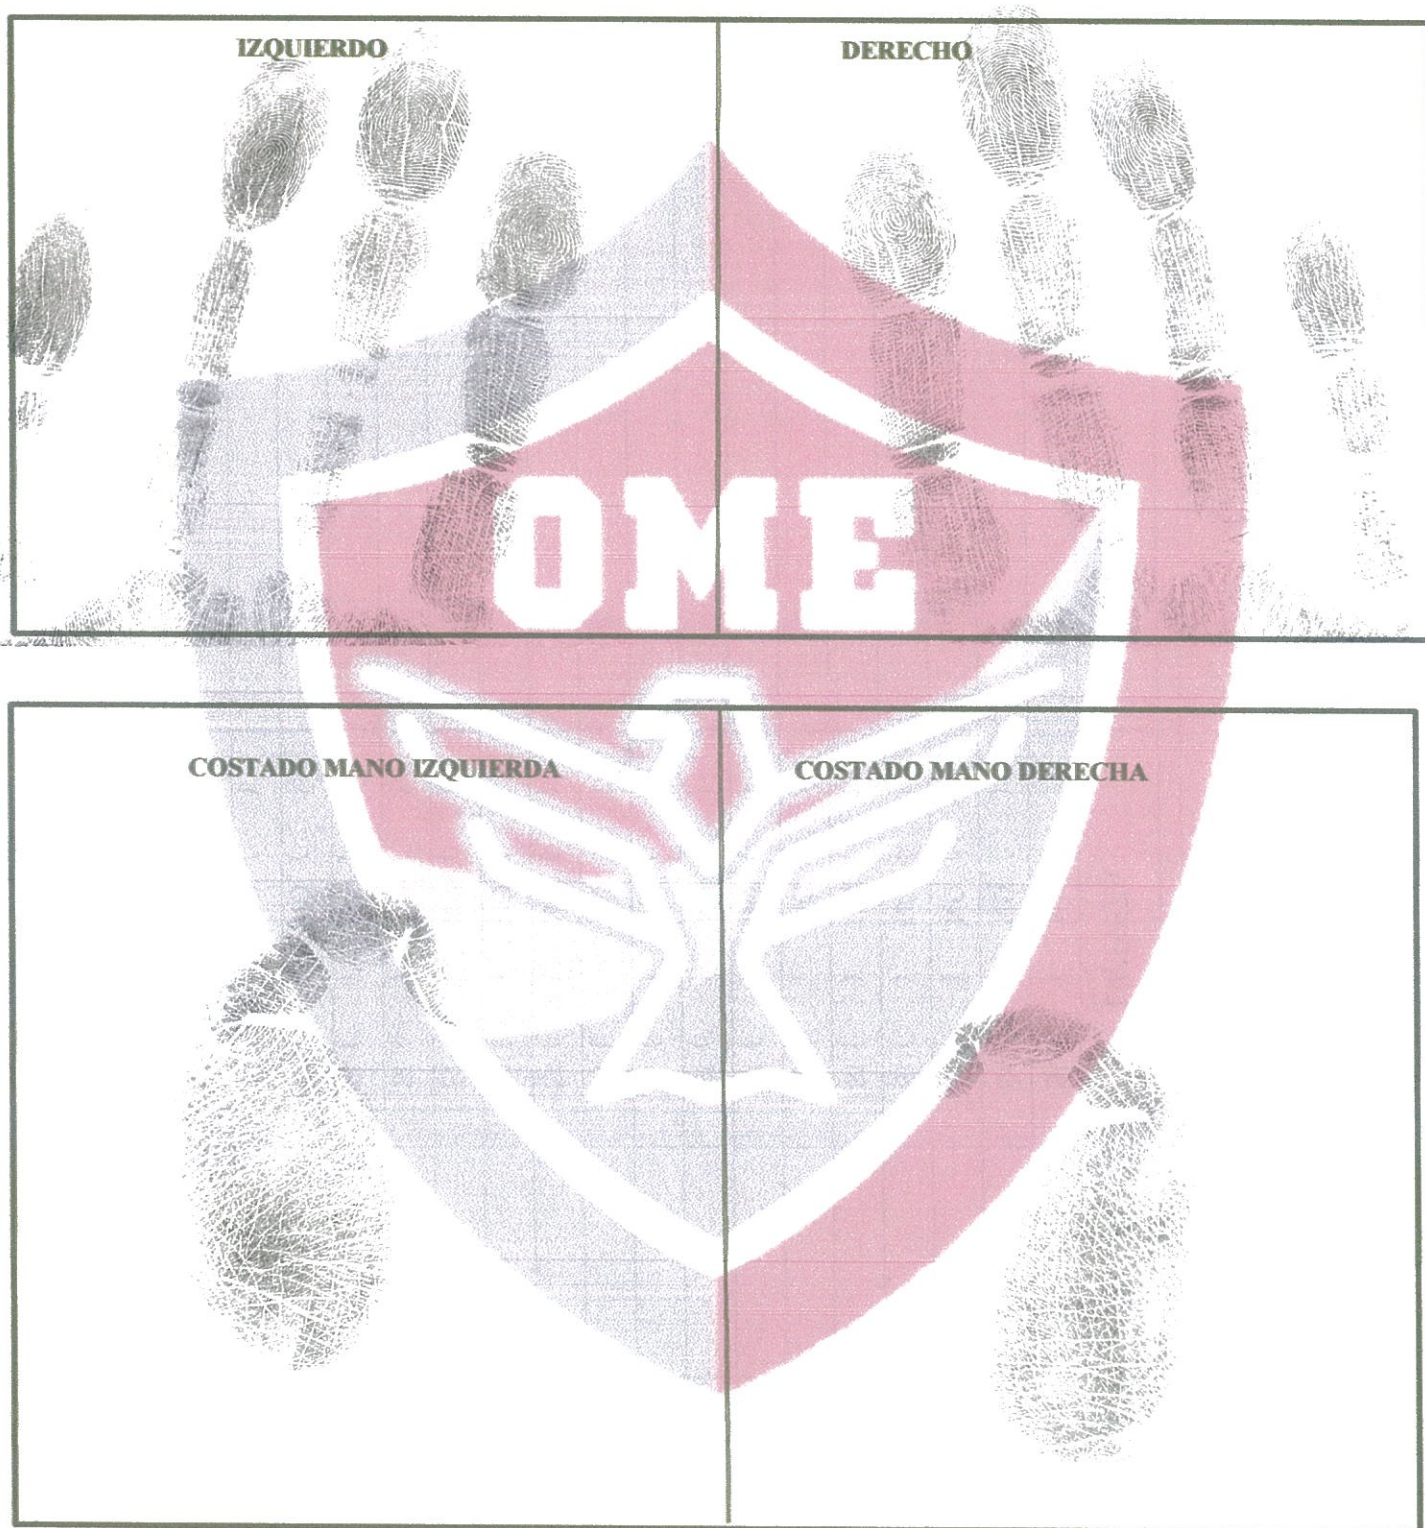 IZQUIERDO
DERECHO
OME
COSTADO MANO IZQUIERDA
COSTADO MANO DERECHA